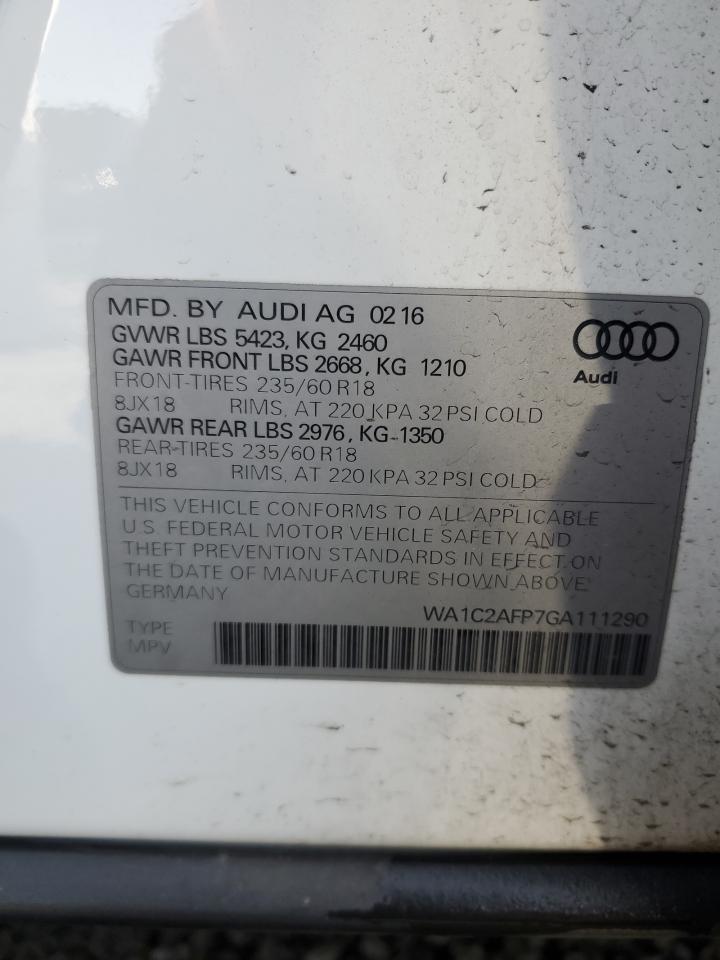 MFD. BY AUDI AG 02 16
GVWR LBS 5423, KG 2460
GAWR FRONT LBS 2668, KG 1210
FRONT-TIRES 235/60 R18
8JX18 RIMS, AT 220 KPA 32 PSI COLD
GAWR REAR LBS 2976, KG-1350
REAR-TIRES 235/60 R18
8JX18 RIMS, AT 220 KPA 32 PSI COLD
Audi
THIS VEHICLE CONFORMS TO ALL APPLICABLE
U.S. FEDERAL MOTOR VEHICLE SAFETY AND
THEFT PREVENTION STANDARDS IN EFFECT ON
THE DATE OF MANUFACTURE SHOWN ABOVE
GERMANY
WA1C2AFP7GA111290
TYPE
MPV